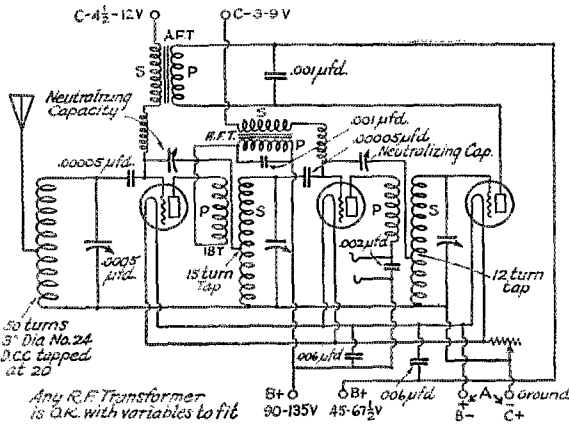 C-4½-12V
C-3-9V
A.F.T.
S
P
.001 µfd.
Neutralizing
Capacity
S
R.F.T.
P
.001 µfd.
.00005 µfd.
Neutralizing Cap.
.00005 µfd.
P
S
P
S
18T
.0005
µfd.
15 turn
Tap
.002 µfd
12 turn
tap
50 turns
3" Dia No. 24
D.C.C tapped
at 20
.006 µfd
.006 µfd
Any R.F. Transformer
is O.K. with variables to fit
B+
90-135V
B+
45-67½V
+ A -
B-
C+
Ground